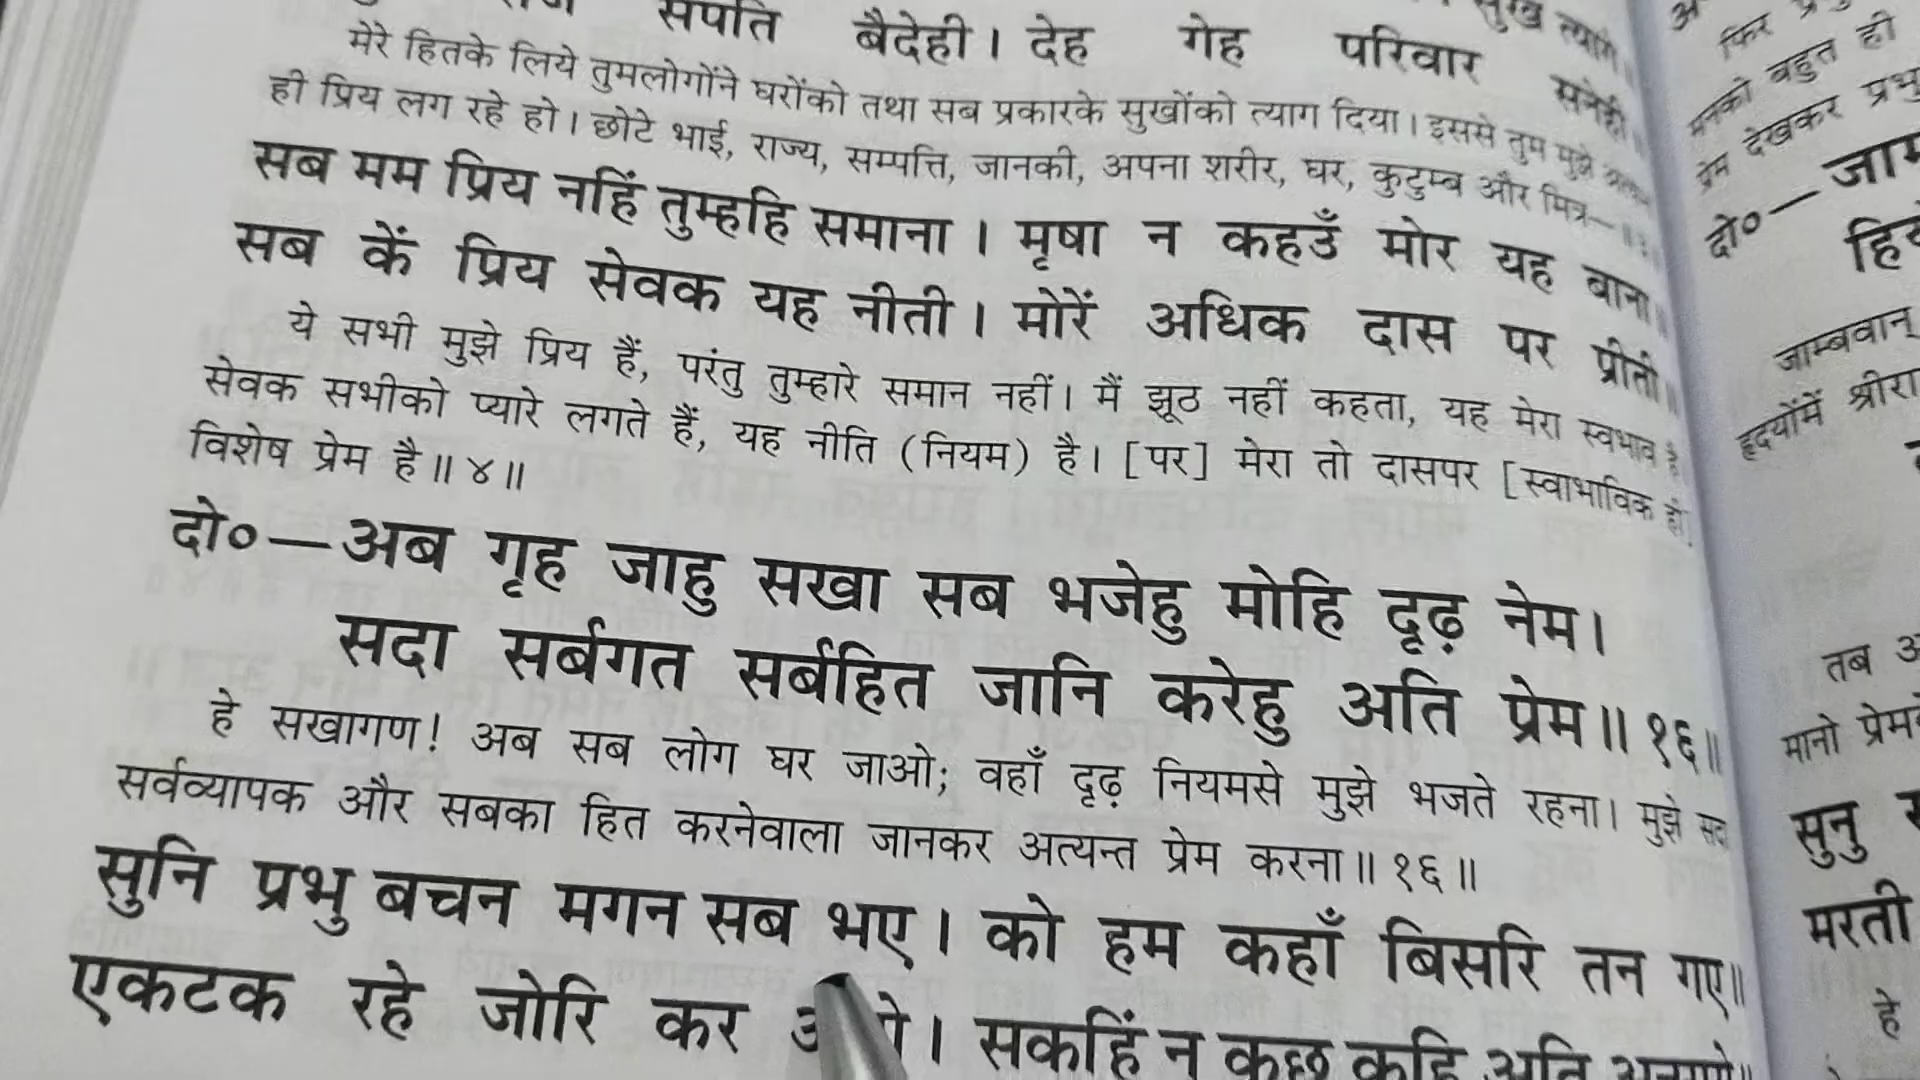 संपति बैदेही। देह गेह परिवार सनेही॥
मेरे हितके लिये तुमलोगोंने घरोंको तथा सब प्रकारके सुखोंको त्याग दिया। इससे तुम मुझे
ही प्रिय लग रहे हो। छोटे भाई, राज्य, सम्पत्ति, जानकी, अपना शरीर, घर, कुटुम्ब और मित्र—
सब मम प्रिय नहिं तुम्हहि समाना। मृषा न कहउँ मोर यह बाना॥
सब कें प्रिय सेवक यह नीती। मोरें अधिक दास पर प्रीती॥
ये सभी मुझे प्रिय हैं, परंतु तुम्हारे समान नहीं। मैं झूठ नहीं कहता, यह मेरा स्वभाव है
सेवक सभीको प्यारे लगते हैं, यह नीति (नियम) है। [पर] मेरा तो दासपर [स्वाभाविक ही]
विशेष प्रेम है॥ ४॥
दो०—अब गृह जाहु सखा सब भजेहु मोहि दृढ़ नेम।
सदा सर्बगत सर्बहित जानि करेहु अति प्रेम॥ १६॥
हे सखागण! अब सब लोग घर जाओ; वहाँ दृढ़ नियमसे मुझे भजते रहना। मुझे सदा
सर्वव्यापक और सबका हित करनेवाला जानकर अत्यन्त प्रेम करना॥ १६॥
सुनि प्रभु बचन मगन सब भए। को हम कहाँ बिसरि तन गए॥
एकटक रहे जोरि कर । सकहिं न कछु कहि अति
फिर
मनको बहुत ही
प्रेम देखकर प्रभु
दो०—
जाम्बवान्
हृदयोंमें
तब
मानो
सुनु
मरती
हे